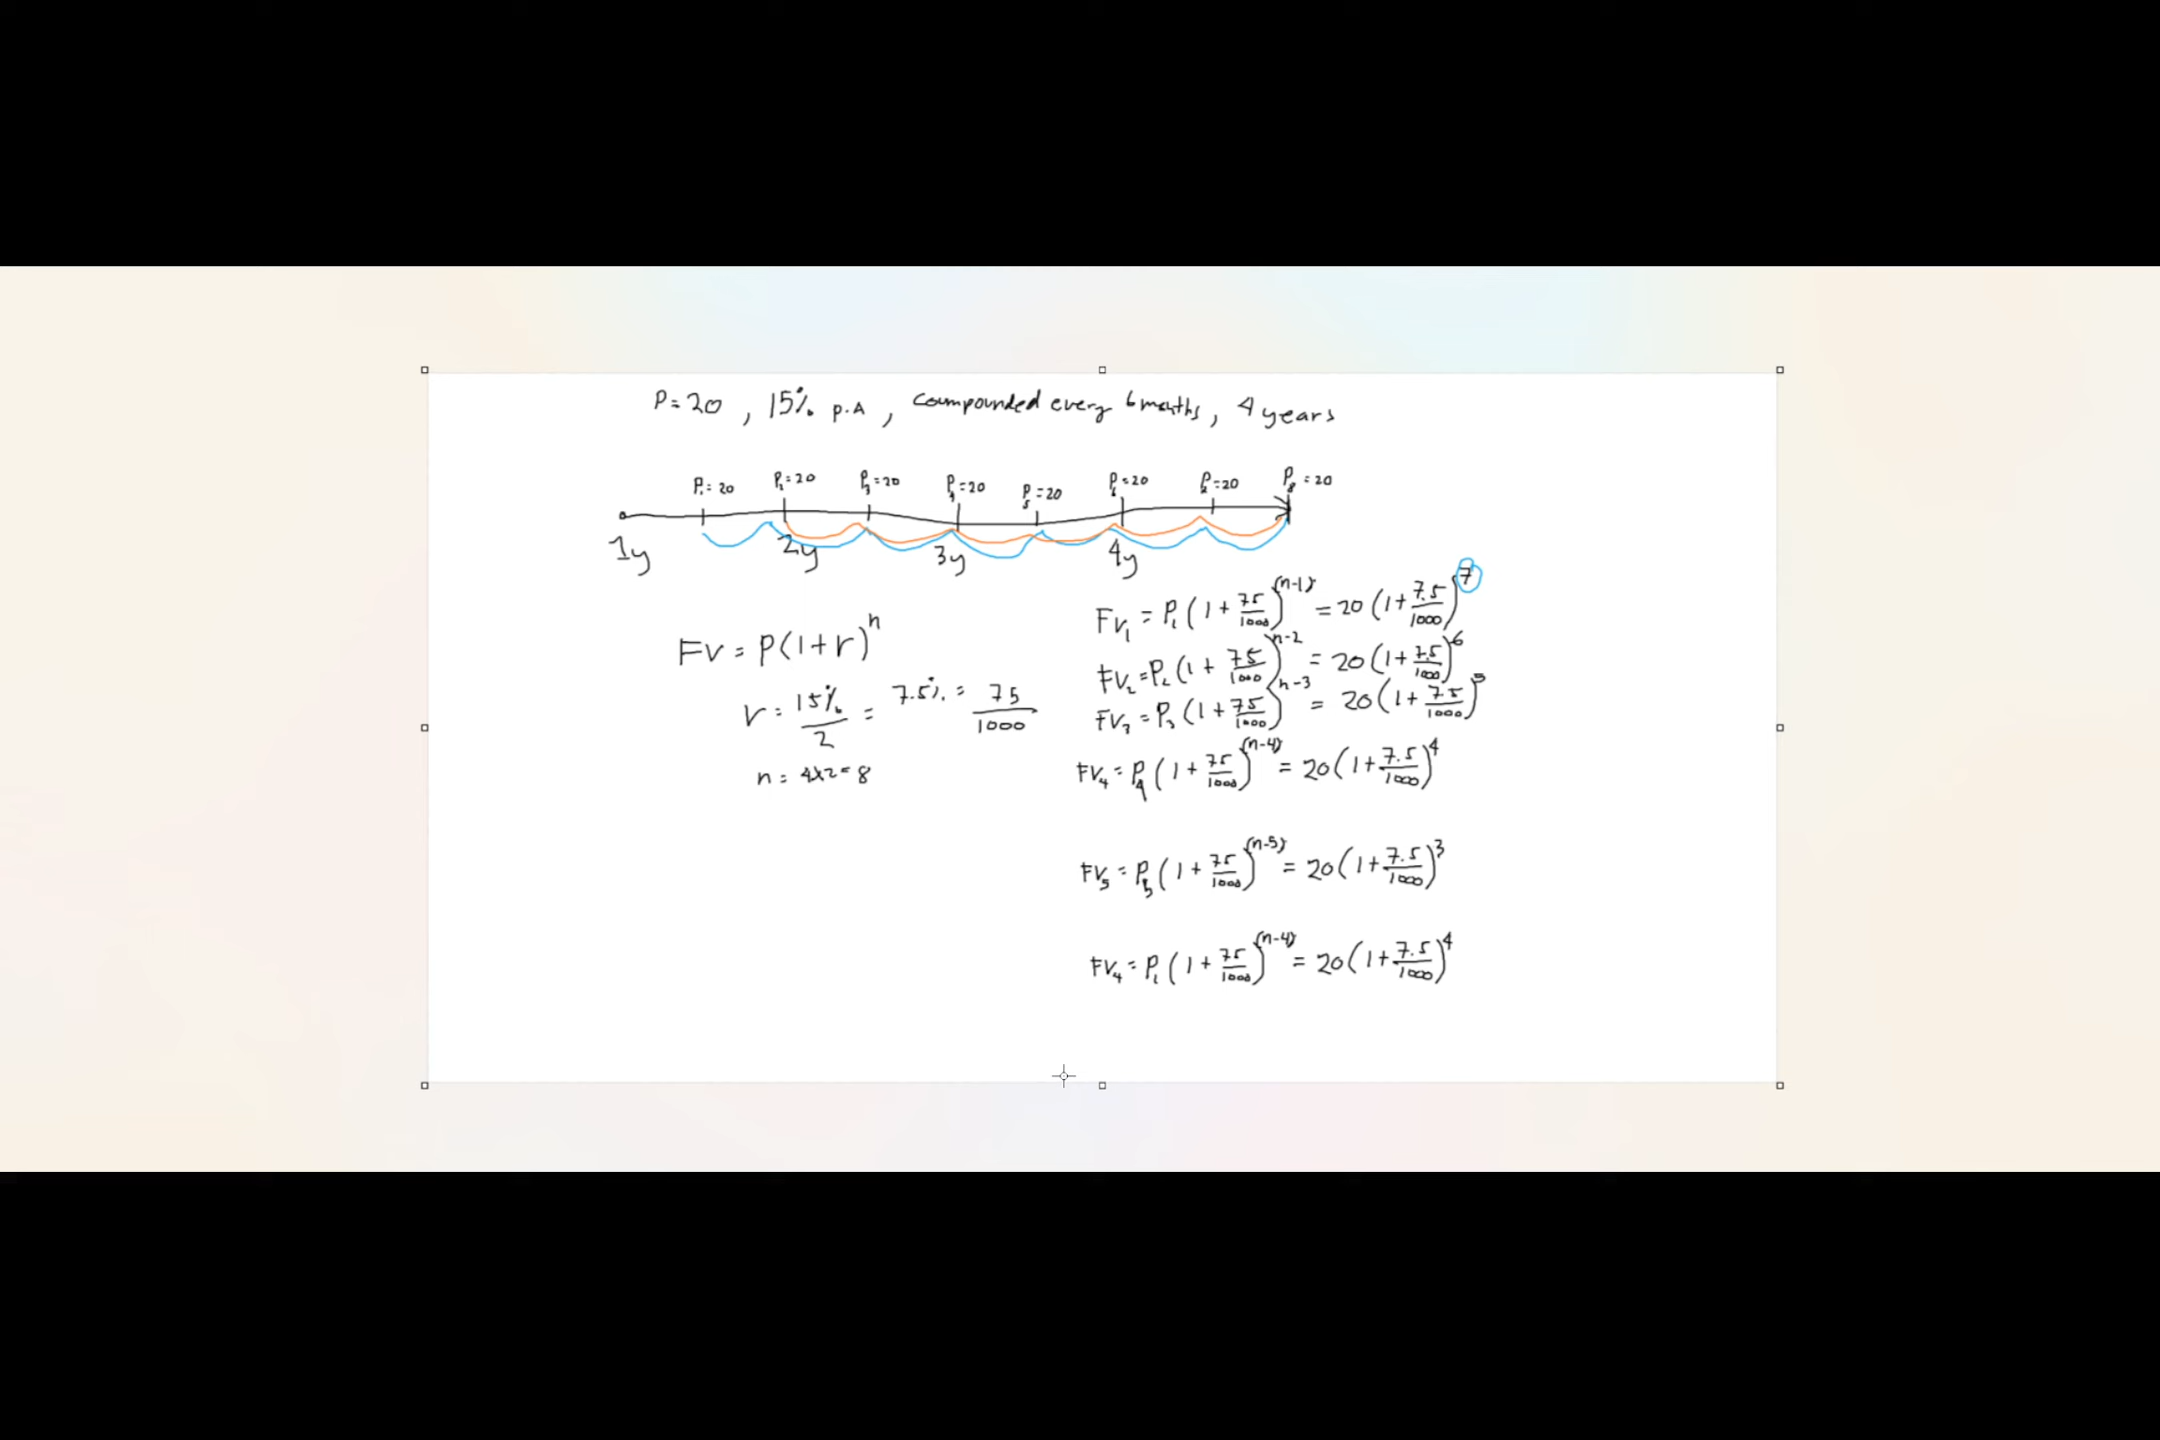 P = 20 , 15% p.A , coumpounded every 6 months, 4 years
P₁ = 20 P₂ = 20 P₃ = 20 P₄ = 20 P₅ = 20 P₆ = 20 P₇ = 20 P₈ = 20
1y 2y 3y 4y
FV = P(1+r)ⁿ
r = 15%/2 = 7.5% = 75/1000
n = 4x2 = 8
FV₁ = P₁(1 + 75/1000)^(n-1) = 20(1 + 7.5/1000)^7
FV₂ = P₂(1 + 75/1000)^n-2 = 20(1 + 7.5/1000)^6
FV₃ = P₃(1 + 75/1000)^n-3 = 20(1 + 7.5/1000)^5
FV₄ = P₄(1 + 75/1000)^(n-4) = 20(1 + 7.5/1000)^4
FV₅ = P₅(1 + 75/1000)^(n-5) = 20(1 + 7.5/1000)^3
FV₄ = P₁(1 + 75/1000)^(n-4) = 20(1 + 7.5/1000)^4